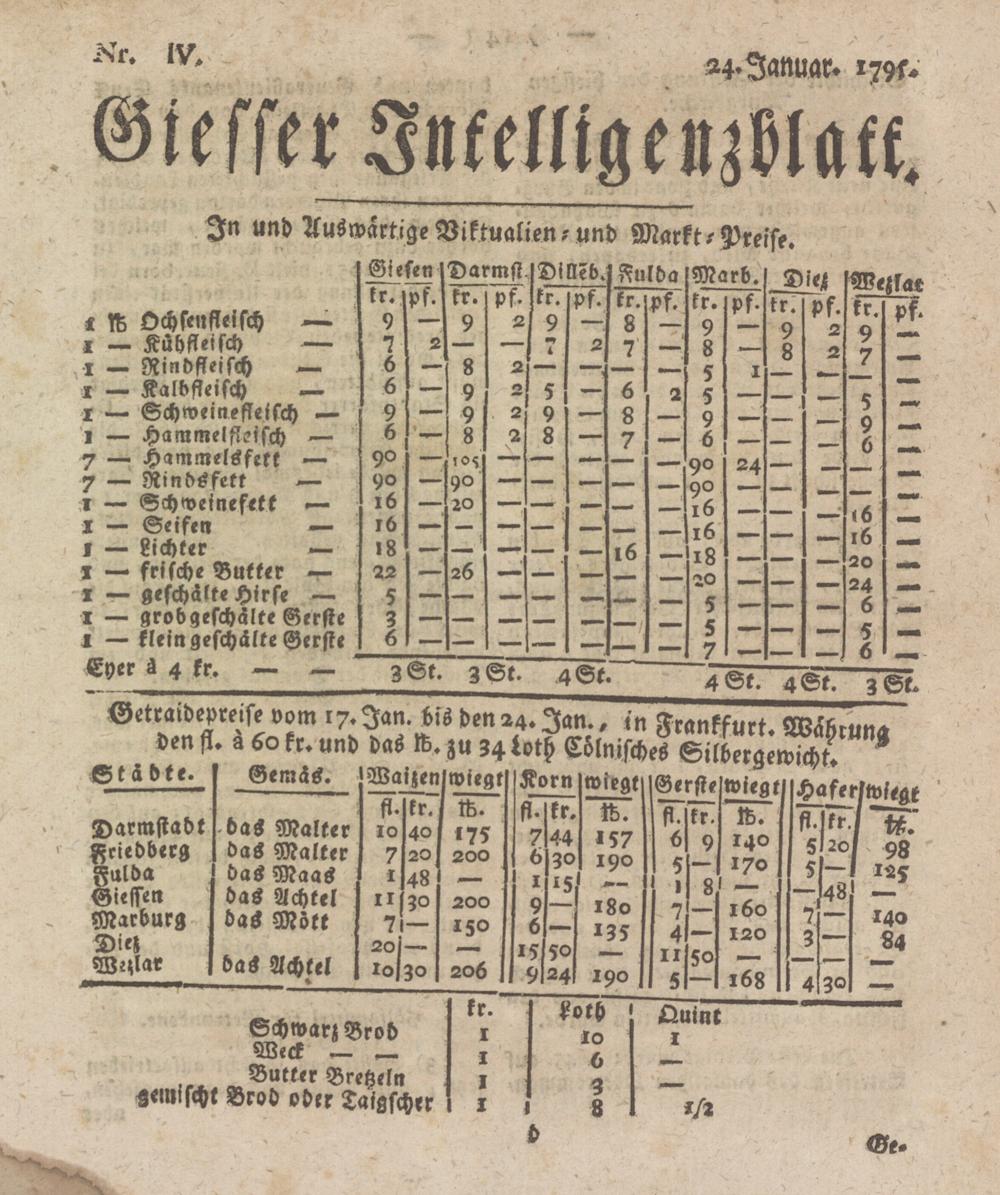 Nr. IV.
24. Januar. 1795.
Giesser Intelligenzblatt.
In und Auswärtige Viktualien- und Markt-Preise.
Giesen Darmst. Dilleb. Fulda Marb. Diez Wezlar
kr. pf. kr. pf. kr. pf. kr. pf. kr. pf. kr. pf. kr. pf.
1 ℔ Ochsenfleisch — 9 — 9 2 9 — 8 — 9 — 9 2 9 —
1 — Kühfleisch — 7 2 — — 7 2 7 — 8 — 8 2 7 —
1 — Rindfleisch — 6 — 8 2 — — — — 5 1 — — — —
1 — Kalbfleisch — 6 — 9 2 5 — 6 2 5 — — — 5 —
1 — Schweinefleisch — 9 — 9 2 9 — 8 — 9 — — — 9 —
1 — Hammelfleisch — 6 — 8 2 8 — 7 — 6 — — — 6 —
7 — Hammelsfett — 90 — 105 — — — — — 90 24 — — — —
7 — Rindsfett — 90 — 90 — — — — — 90 — — — — —
1 — Schweinefett — 16 — 20 — — — — — 16 — — — 16 —
1 — Seifen — 16 — — — — — — — 16 — — — 16 —
1 — Lichter — 18 — — — — — 16 — 18 — — — 20 —
1 — frische Butter — 22 — 26 — — — — — 20 — — — 24 —
1 — geschälte Hirse — 5 — — — — — — — 5 — — — 6 —
1 — grobgeschälte Gerste 3 — — — — — — — 5 — — — 5 —
1 — kleingeschälte Gerste 6 — — — — — — — 7 — — — 6 —
Eyer à 4 kr. — — 3 St. 3 St. 4 St. 4 St. 4 St. 3 St.
Getraidepreise vom 17. Jan. bis den 24. Jan., in Frankfurt. Währung
den fl. à 60 kr. und das ℔. zu 34 Loth Cölnisches Silbergewicht.
Städte. Gemäs. Waizen wiegt Korn wiegt Gerste wiegt Hafer wiegt
fl. kr. ℔. fl. kr. ℔. fl. kr. ℔. fl. kr. ℔.
Darmstadt das Malter 10 40 175 7 44 157 6 9 140 5 20 98
Friedberg das Malter 7 20 200 6 30 190 5 — 170 5 — 125
Fulda das Maas 1 48 — 1 15 — 1 8 — — 48 —
Giessen das Achtel 11 30 200 9 — 180 7 — 160 7 — 140
Marburg das Mött 7 — 150 6 — 135 4 — 120 3 — 84
Diez 20 — — 15 50 — 11 50 — — — —
Wezlar das Achtel 10 30 206 9 24 190 5 — 168 4 30 —
kr. Loth Quint
Schwarz Brod 1 10 1
Weck — — 1 6 —
Butter Bretzeln 1 3 —
gemischt Brod oder Taigscher 1 8 1/2
d
Ge-